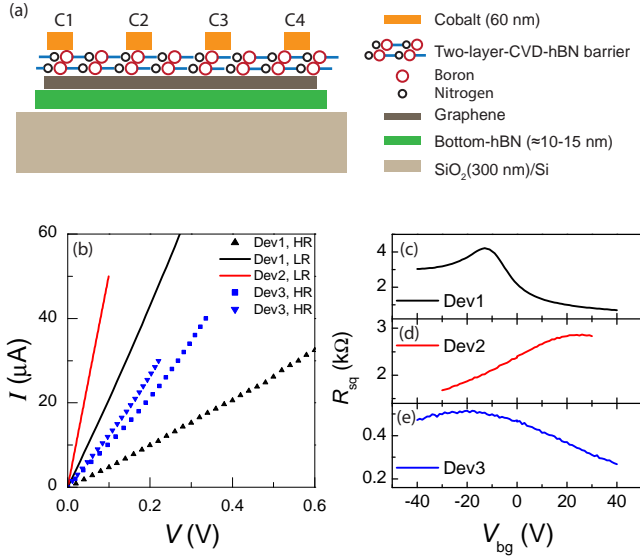 (a)
C1 C2 C3 C4
Cobalt (60 nm)
Two-layer-CVD-hBN barrier
Boron
Nitrogen
Graphene
Bottom-hBN (≈10-15 nm)
SiO2(300 nm)/Si
(b)
Dev1, HR
Dev1, LR
Dev2, LR
Dev3, HR
Dev3, HR
60
40
20
0
I (μA)
0.0 0.2 0.4 0.6
V (V)
(c)
4
2
Dev1
(d)
3
2
Dev2
(e)
0.4
0.2
Dev3
Rsq (kΩ)
-40 -20 0 20 40
Vbg (V)